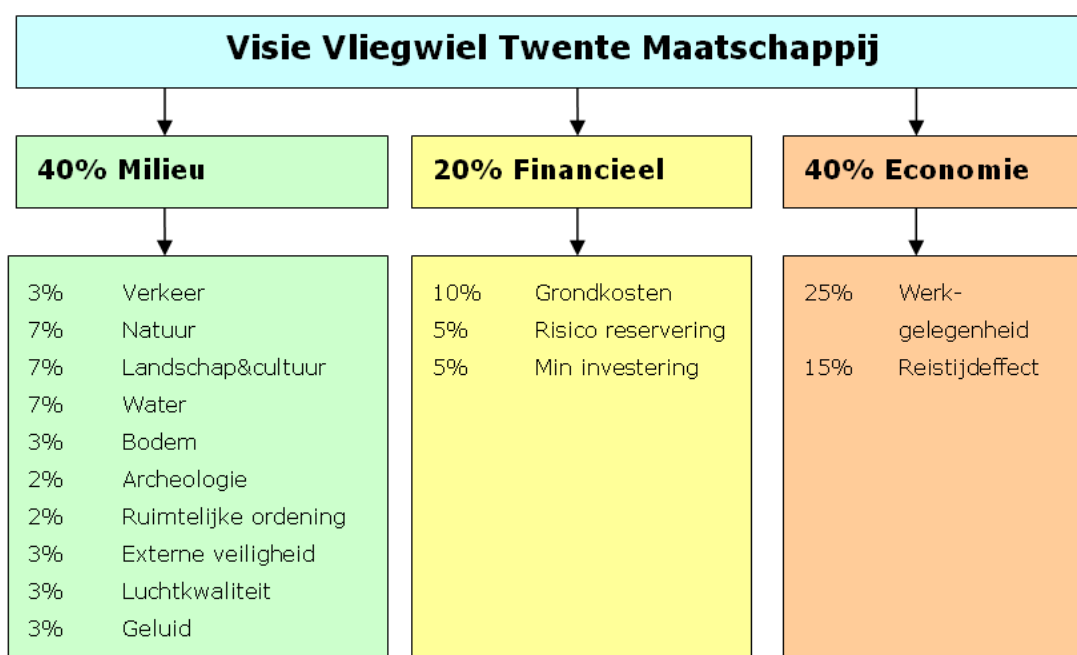 Visie Vliegwiel Twente Maatschappij
40% Milieu
3% Verkeer
7% Natuur
7% Landschap&cultuur
7% Water
3% Bodem
2% Archeologie
2% Ruimtelijke ordening
3% Externe veiligheid
3% Luchtkwaliteit
3% Geluid
20% Financieel
10% Grondkosten
5% Risico reservering
5% Min investering
40% Economie
25% Werk-
gelegenheid
15% Reistijdeffect